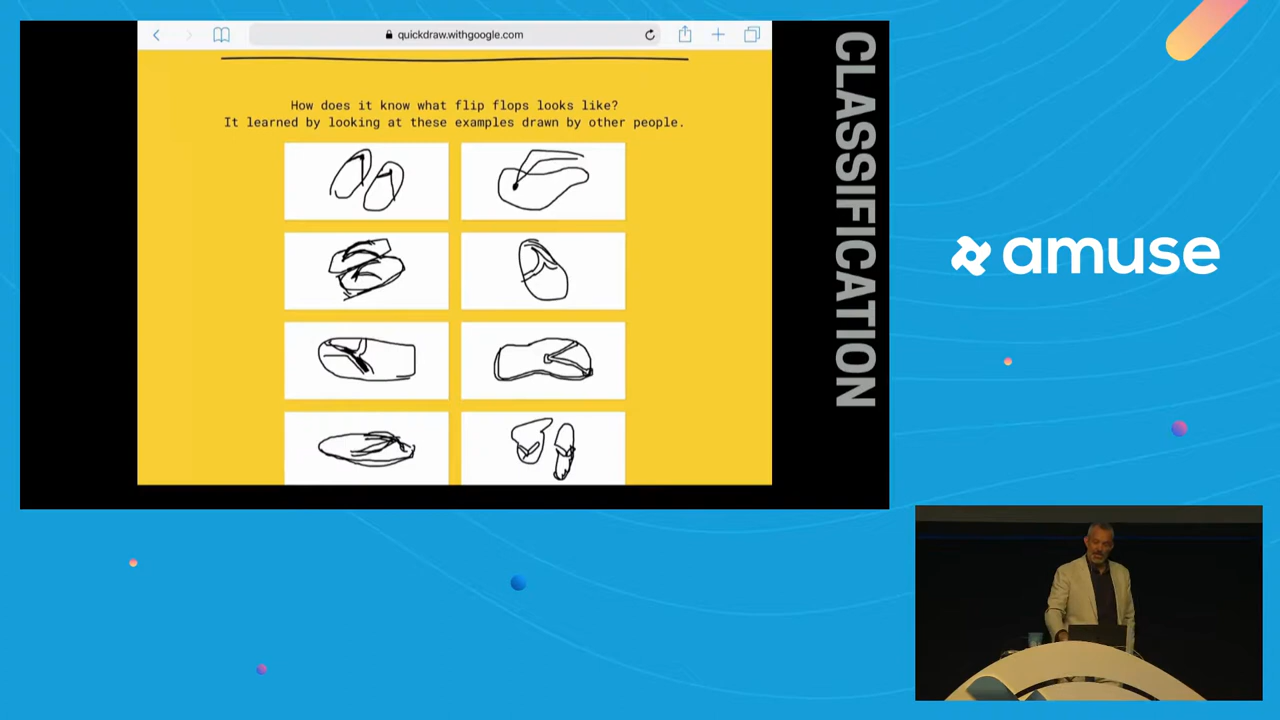 quickdraw.withgoogle.com
How does it know what flip flops looks like?
It learned by looking at these examples drawn by other people.
CLASSIFICATION
amuse